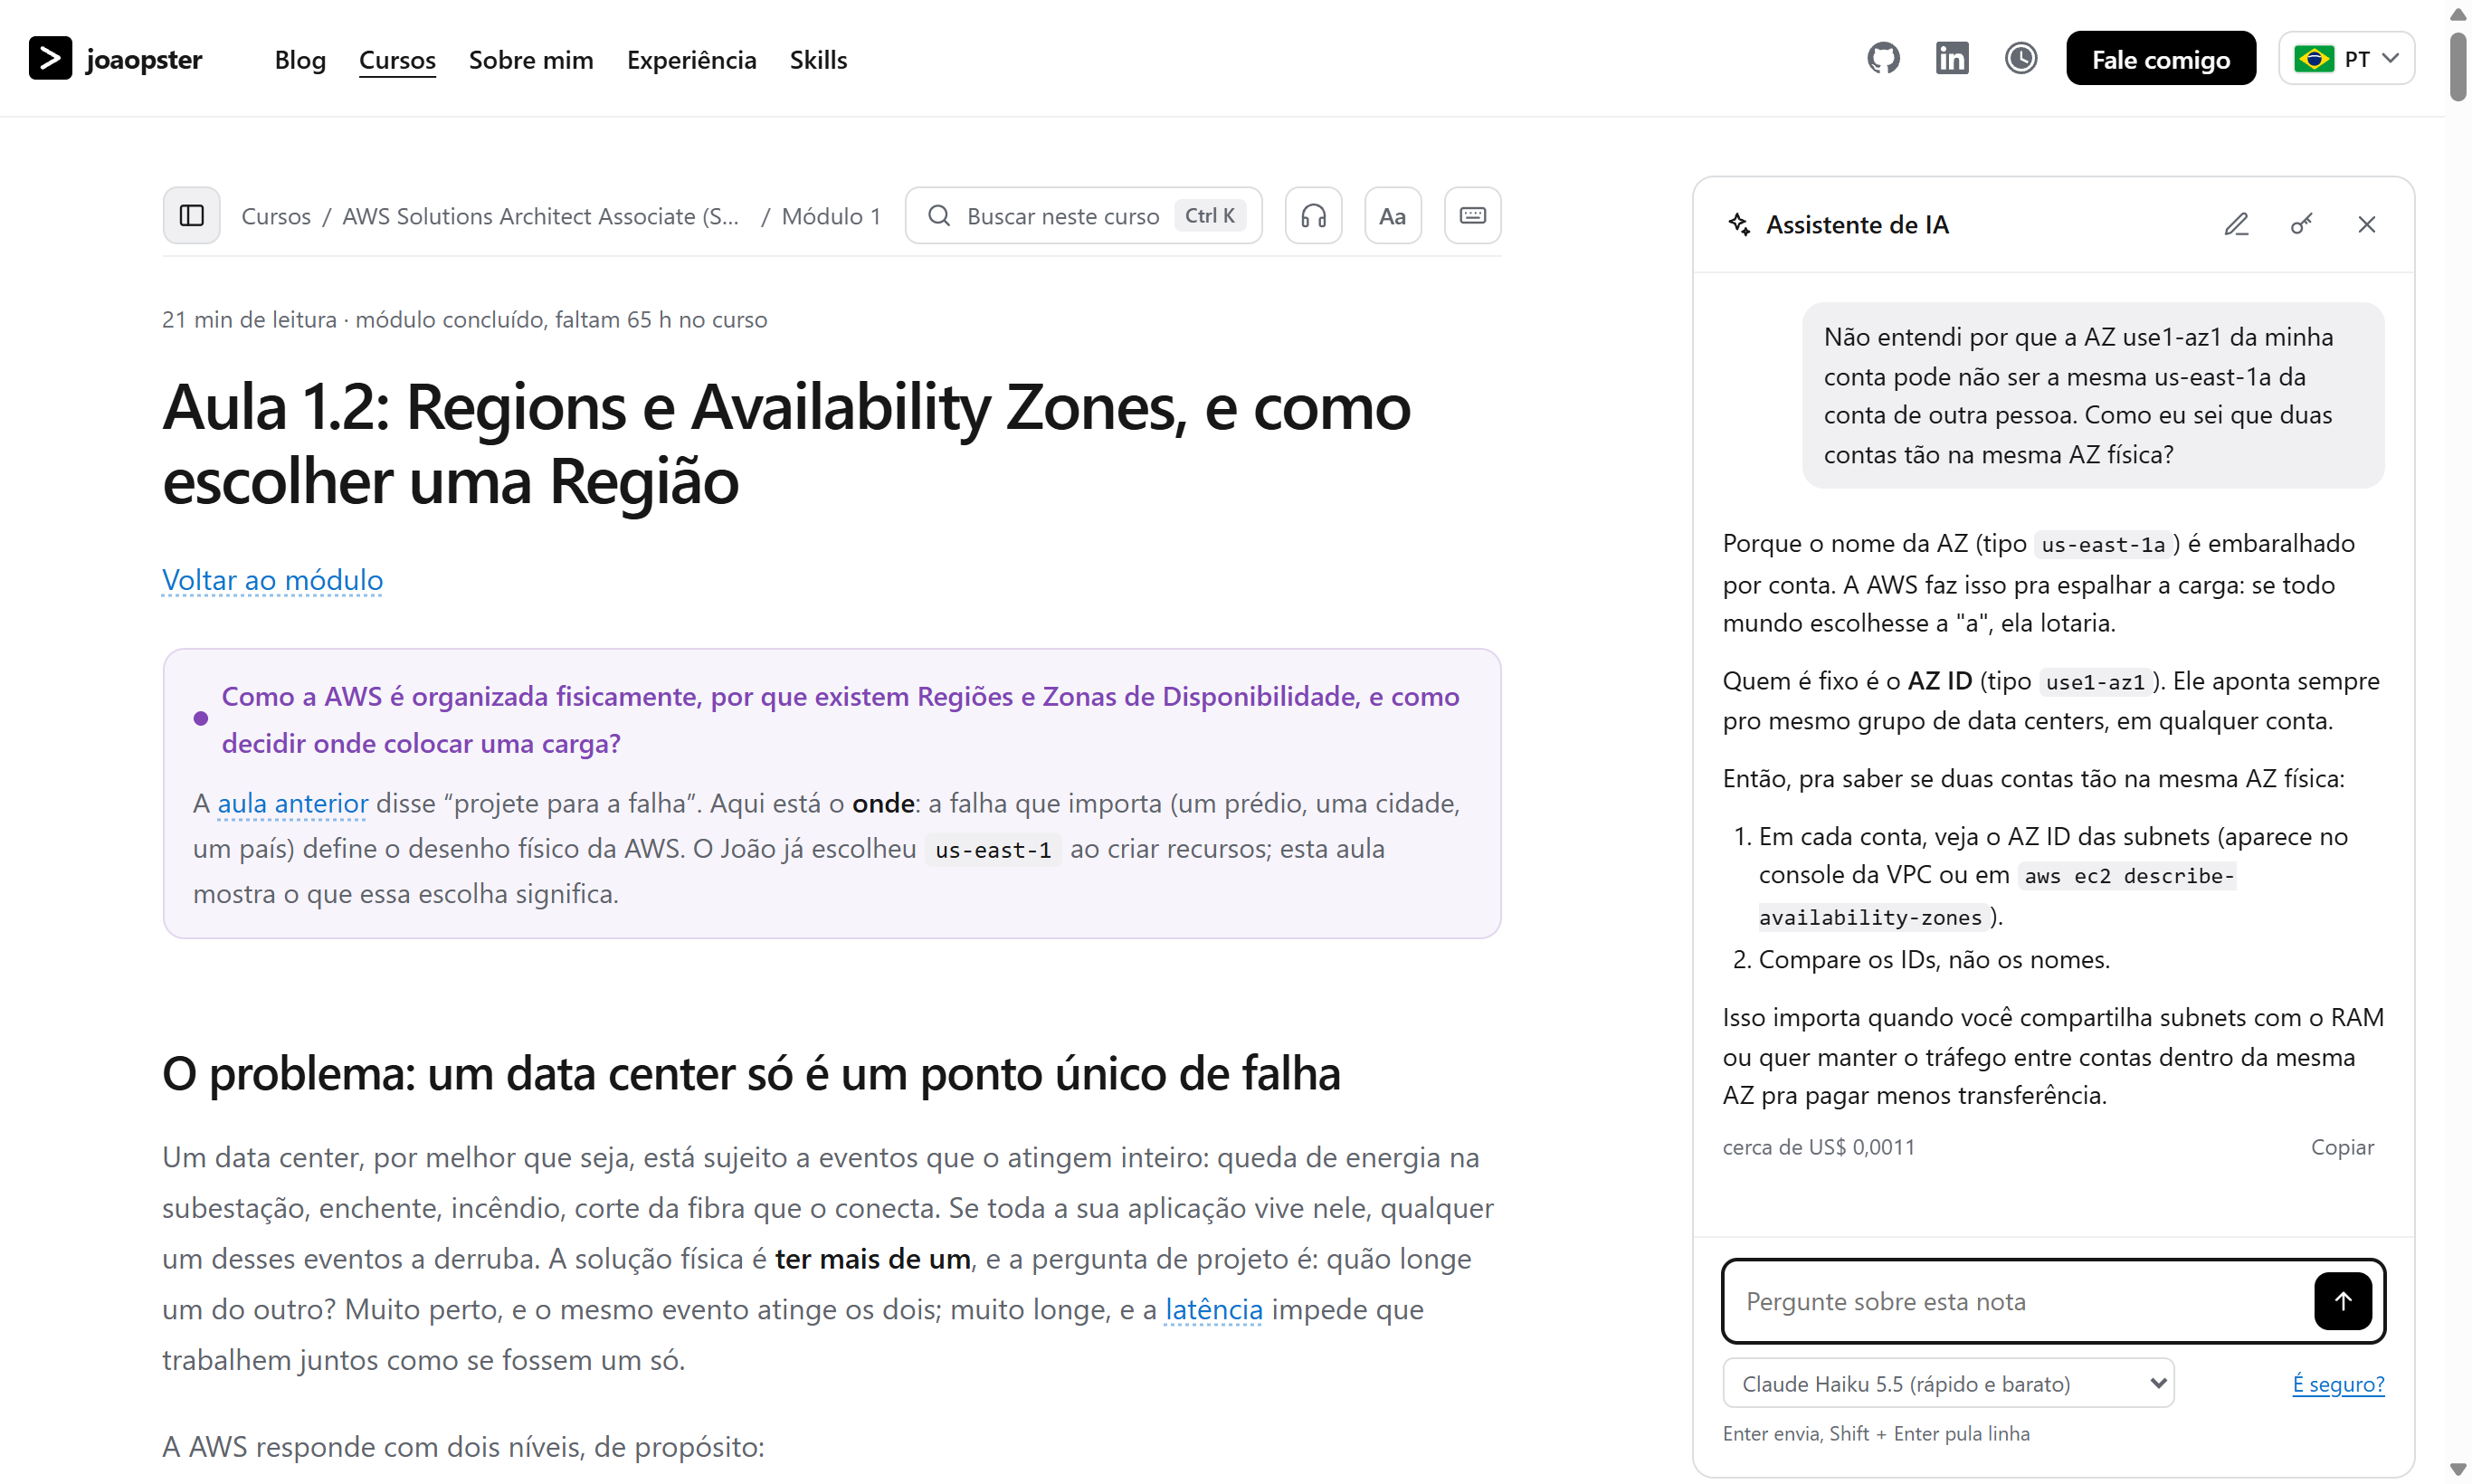 joaopster
Blog
Cursos
Sobre mim
Experiência
Skills
Fale comigo
PT
Cursos / AWS Solutions Architect Associate (S... / Módulo 1
Buscar neste curso
Ctrl K
Aa
21 min de leitura · módulo concluído, faltam 65 h no curso
Aula 1.2: Regions e Availability Zones, e como
escolher uma Região
Voltar ao módulo
Como a AWS é organizada fisicamente, por que existem Regiões e Zonas de Disponibilidade, e como
decidir onde colocar uma carga?
A aula anterior disse “projete para a falha”. Aqui está o onde: a falha que importa (um prédio, uma cidade,
um país) define o desenho físico da AWS. O João já escolheu us-east-1 ao criar recursos; esta aula
mostra o que essa escolha significa.
O problema: um data center só é um ponto único de falha
Um data center, por melhor que seja, está sujeito a eventos que o atingem inteiro: queda de energia na
subestação, enchente, incêndio, corte da fibra que o conecta. Se toda a sua aplicação vive nele, qualquer
um desses eventos a derruba. A solução física é ter mais de um, e a pergunta de projeto é: quão longe
um do outro? Muito perto, e o mesmo evento atinge os dois; muito longe, e a latência impede que
trabalhem juntos como se fossem um só.
A AWS responde com dois níveis, de propósito:
Assistente de IA
Não entendi por que a AZ use1-az1 da minha
conta pode não ser a mesma us-east-1a da
conta de outra pessoa. Como eu sei que duas
contas tão na mesma AZ física?
Porque o nome da AZ (tipo us-east-1a) é embaralhado
por conta. A AWS faz isso pra espalhar a carga: se todo
mundo escolhesse a "a", ela lotaria.
Quem é fixo é o AZ ID (tipo use1-az1). Ele aponta sempre
pro mesmo grupo de data centers, em qualquer conta.
Então, pra saber se duas contas tão na mesma AZ física:
1. Em cada conta, veja o AZ ID das subnets (aparece no
console da VPC ou em aws ec2 describe-
availability-zones).
2. Compare os IDs, não os nomes.
Isso importa quando você compartilha subnets com o RAM
ou quer manter o tráfego entre contas dentro da mesma
AZ pra pagar menos transferência.
cerca de US$ 0,0011
Copiar
Pergunte sobre esta nota
Claude Haiku 5.5 (rápido e barato)
É seguro?
Enter envia, Shift + Enter pula linha